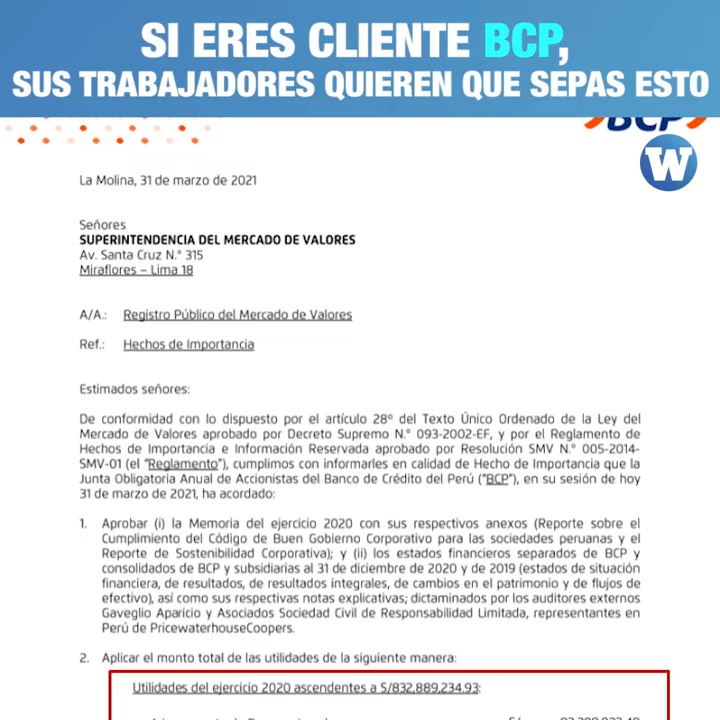 SI ERES CLIENTE BCP,
SUS TRABAJADORES QUIEREN QUE SEPAS ESTO
BCP
W
La Molina, 31 de marzo de 2021
Señores
SUPERINTENDENCIA DEL MERCADO DE VALORES
Av. Santa Cruz N.° 315
Miraflores – Lima 18
A/A.: Registro Público del Mercado de Valores
Ref.: Hechos de Importancia
Estimados señores:
De conformidad con lo dispuesto por el artículo 28° del Texto Único Ordenado de la Ley del
Mercado de Valores aprobado por Decreto Supremo N.° 093-2002-EF, y por el Reglamento de
Hechos de Importancia e Información Reservada aprobado por Resolución SMV N.° 005-2014-
SMV-01 (el “Reglamento”), cumplimos con informarles en calidad de Hecho de Importancia que la
Junta Obligatoria Anual de Accionistas del Banco de Crédito del Perú (“BCP”), en su sesión de hoy
31 de marzo de 2021, ha acordado:
1. Aprobar (i) la Memoria del ejercicio 2020 con sus respectivos anexos (Reporte sobre el
Cumplimiento del Código de Buen Gobierno Corporativo para las sociedades peruanas y el
Reporte de Sostenibilidad Corporativa); y (ii) los estados financieros separados de BCP y
consolidados de BCP y subsidiarias al 31 de diciembre de 2020 y de 2019 (estados de situación
financiera, de resultados, de resultados integrales, de cambios en el patrimonio y de flujos de
efectivo), así como sus respectivas notas explicativas; dictaminados por los auditores externos
Gaveglio Aparicio y Asociados Sociedad Civil de Responsabilidad Limitada, representantes en
Perú de PricewaterhouseCoopers.
2. Aplicar el monto total de las utilidades de la siguiente manera:
Utilidades del ejercicio 2020 ascendentes a S/832,889,234.93: